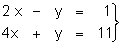 2x − y = 1
4x + y = 11}